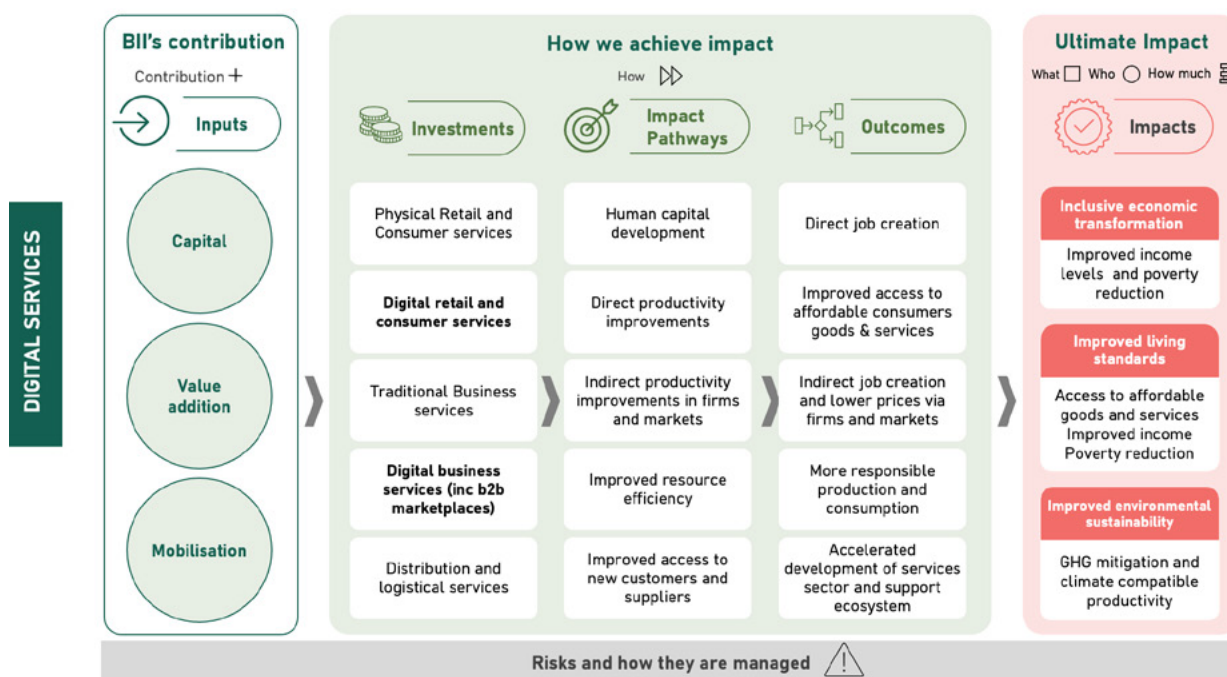 DIGITAL SERVICES
BII's contribution
Contribution +
Inputs
Capital
Value
addition
Mobilisation
How we achieve impact
How
Investments
Physical Retail and
Consumer services
Digital retail and
consumer services
Traditional Business
services
Digital business
services (inc b2b
marketplaces)
Distribution and
logistical services
Impact
Pathways
Human capital
development
Direct productivity
improvements
Indirect productivity
improvements in firms
and markets
Improved resource
efficiency
Improved access to
new customers and
suppliers
Outcomes
Direct job creation
Improved access to
affordable consumers
goods & services
Indirect job creation
and lower prices via
firms and markets
More responsible
production and
consumption
Accelerated
development of services
sector and support
ecosystem
Ultimate Impact
What Who How much
Impacts
Inclusive economic
transformation
Improved income
levels and poverty
reduction
Improved living
standards
Access to affordable
goods and services
Improved income
Poverty reduction
Improved environmental
sustainability
GHG mitigation and
climate compatible
productivity
Risks and how they are managed